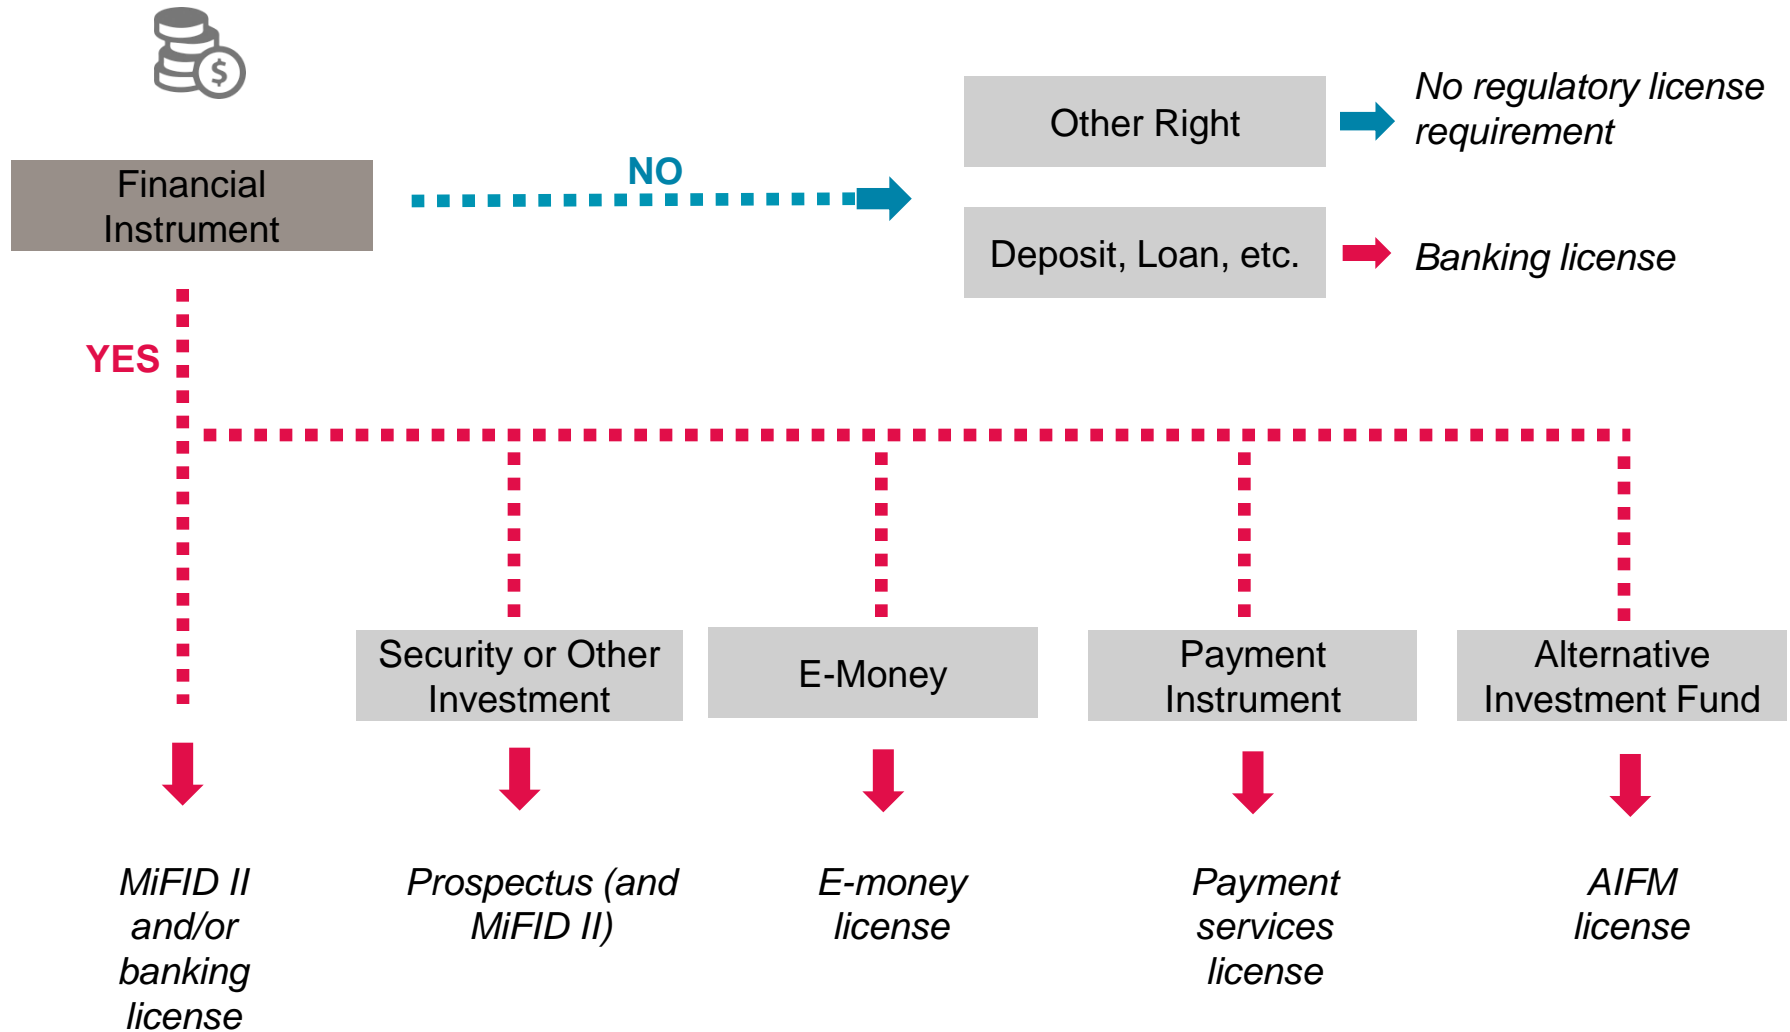 $
Financial
Instrument
NO
Other Right
No regulatory license
requirement
Deposit, Loan, etc.
Banking license
YES
Security or Other
Investment
E-Money
Payment
Instrument
Alternative
Investment Fund
MiFID II
and/or
banking
license
Prospectus (and
MiFID II)
E-money
license
Payment
services
license
AIFM
license